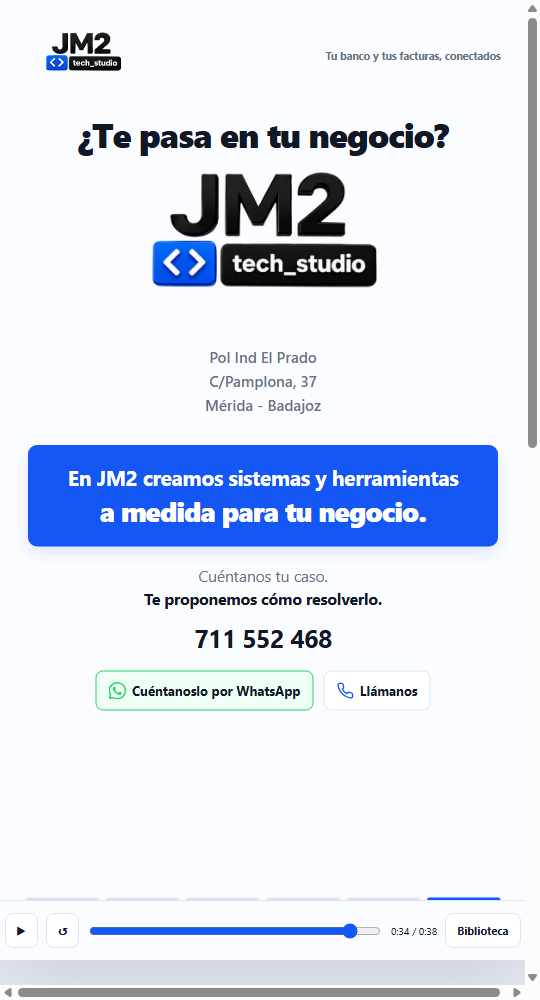 JM2
<> tech_studio
Tu banco y tus facturas, conectados
¿Te pasa en tu negocio?
JM2
<> tech_studio
Pol Ind El Prado
C/Pamplona, 37
Mérida - Badajoz
En JM2 creamos sistemas y herramientas
a medida para tu negocio.
Cuéntanos tu caso.
Te proponemos cómo resolverlo.
711 552 468
Cuéntanoslo por WhatsApp
Llámanos
0:34 / 0:38
Biblioteca